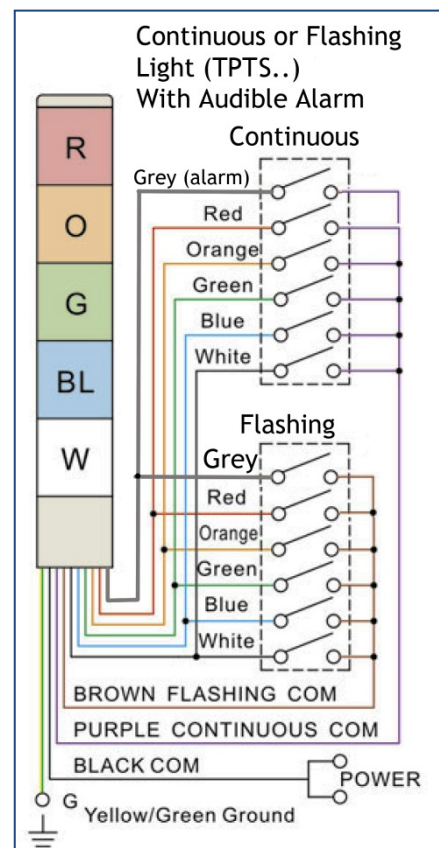 Continuous or Flashing
Light (TPTS..)
With Audible Alarm
Continuous
R
O
G
BL
W
Grey (alarm)
Red
Orange
Green
Blue
White
Flashing
Grey
Red
Orange
Green
Blue
White
BROWN FLASHING COM
PURPLE CONTINUOUS COM
BLACK COM
POWER
G
Yellow/Green Ground